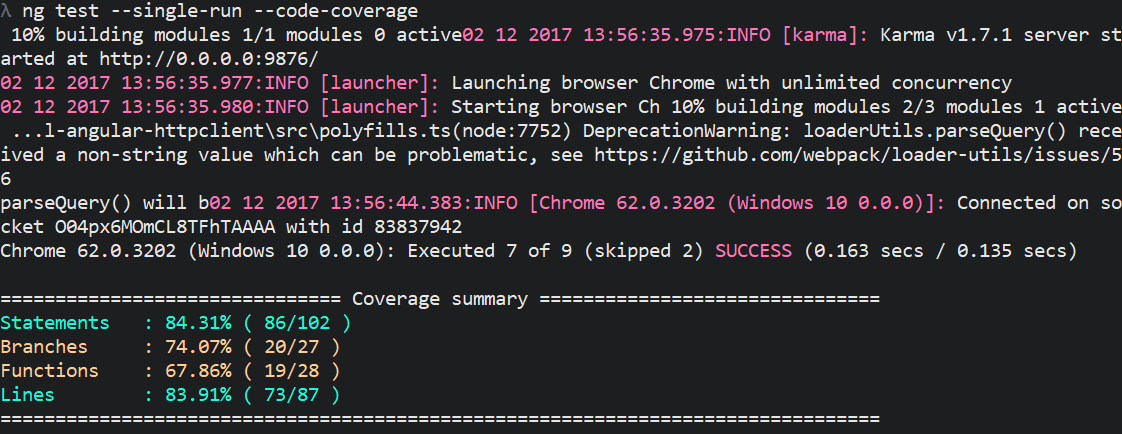 λ ng test --single-run --code-coverage
 10% building modules 1/1 modules 0 active02 12 2017 13:56:35.975:INFO [karma]: Karma v1.7.1 server st
arted at http://0.0.0.0:9876/
02 12 2017 13:56:35.977:INFO [launcher]: Launching browser Chrome with unlimited concurrency
02 12 2017 13:56:35.980:INFO [launcher]: Starting browser Ch 10% building modules 2/3 modules 1 active
 ...l-angular-httpclient\src\polyfills.ts(node:7752) DeprecationWarning: loaderUtils.parseQuery() rece
ived a non-string value which can be problematic, see https://github.com/webpack/loader-utils/issues/5
6
parseQuery() will b02 12 2017 13:56:44.383:INFO [Chrome 62.0.3202 (Windows 10 0.0.0)]: Connected on so
cket O04px6MOmCL8TFhTAAAA with id 83837942
Chrome 62.0.3202 (Windows 10 0.0.0): Executed 7 of 9 (skipped 2) SUCCESS (0.163 secs / 0.135 secs)

=============================== Coverage summary ===============================
Statements   : 84.31% ( 86/102 )
Branches     : 74.07% ( 20/27 )
Functions    : 67.86% ( 19/28 )
Lines        : 83.91% ( 73/87 )
================================================================================